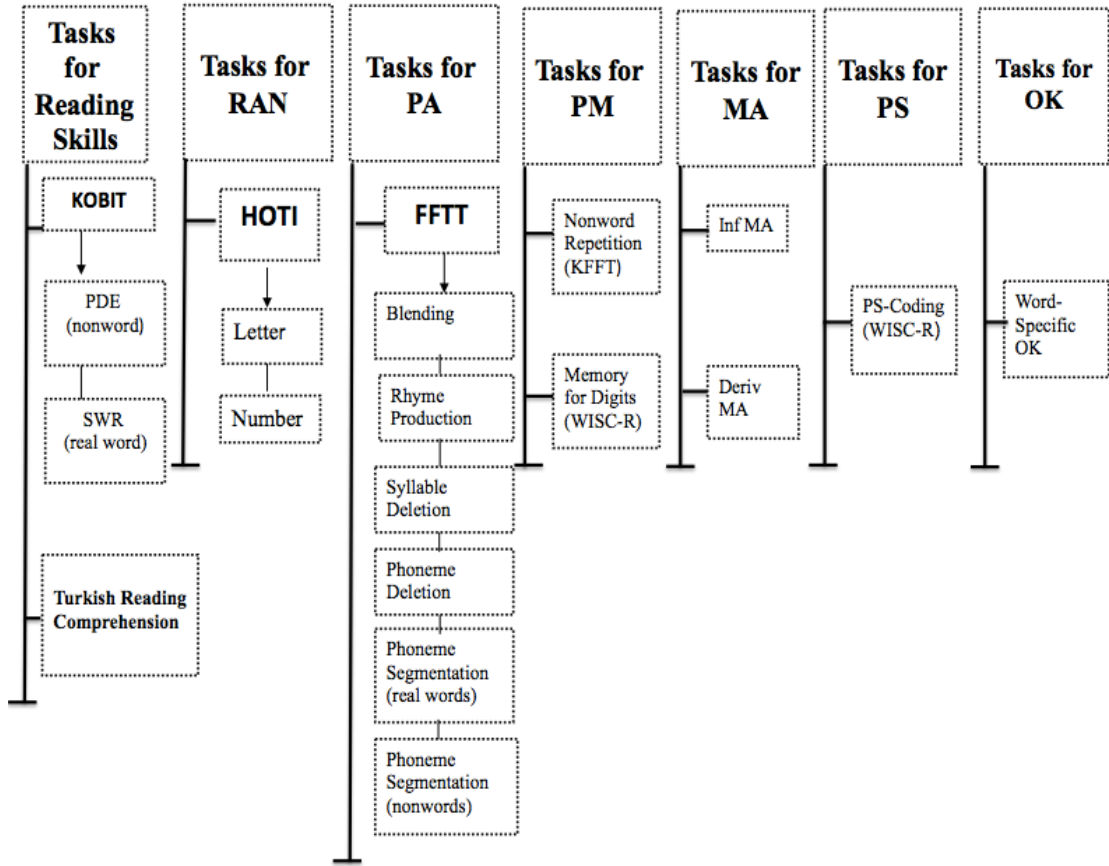 Tasks
for
Reading
Skills
KOBIT
PDE
(nonword)
SWR
(real word)
Turkish Reading
Comprehension
Tasks for
RAN
HOTI
Letter
Number
Tasks for
PA
FFTT
Blending
Rhyme
Production
Syllable
Deletion
Phoneme
Deletion
Phoneme
Segmentation
(real words)
Phoneme
Segmentation
(nonwords)
Tasks for
PM
Nonword
Repetition
(KFFT)
Memory
for Digits
(WISC-R)
Tasks for
MA
Inf MA
Deriv
MA
Tasks for
PS
PS-Coding
(WISC-R)
Tasks for
OK
Word-
Specific
OK